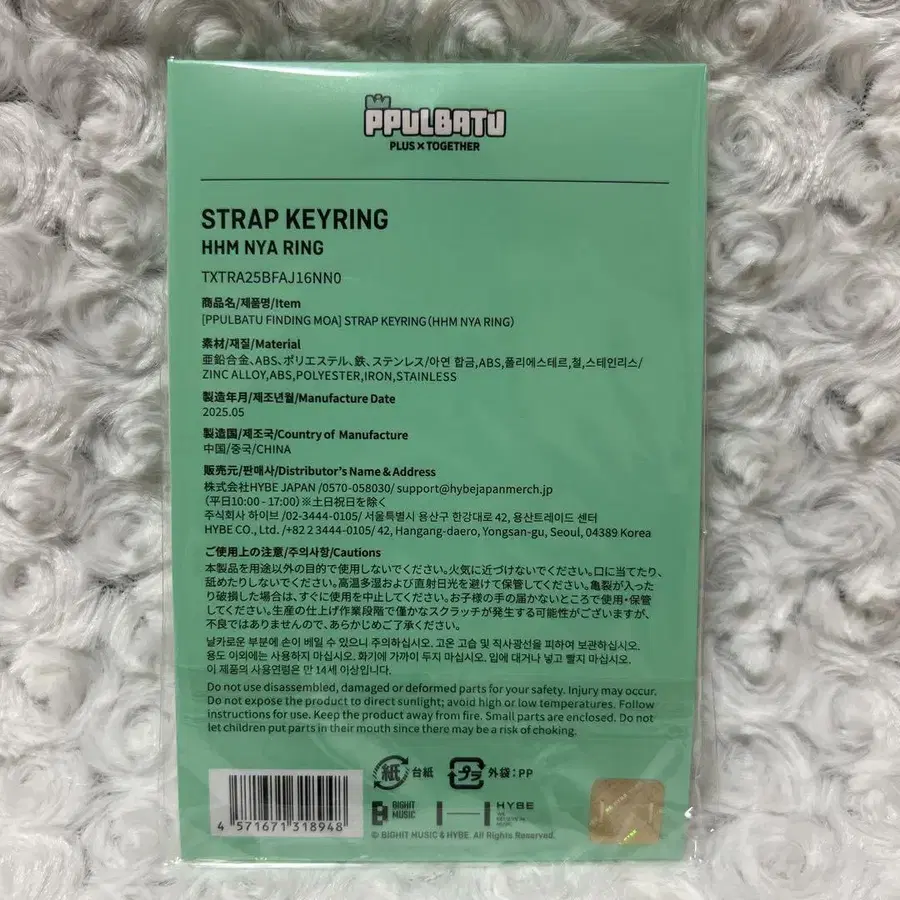 PPULBATU
PLUS×TOGETHER
STRAP KEYRING
HHM NYA RING
TXTRA25BFAJ16NN0
商品名/제품명/Item
[PPULBATU FINDING MOA] STRAP KEYRING(HHM NYA RING)
素材/재질/Material
亜鉛合金、ABS、ポリエステル、鉄、ステンレス/아연 합금,ABS,폴리에스테르,철,스테인리스/
ZINC ALLOY,ABS,POLYESTER,IRON,STAINLESS
製造年月/제조년월/Manufacture Date
2025.05
製造国/제조국/Country of Manufacture
中国/중국/CHINA
販売元/판매사/Distributor's Name & Address
株式会社HYBE JAPAN /0570-058030/ support@hybejapanmerch.jp
(平日10:00 - 17:00)※土日祝日を除く
주식회사 하이브 /02-3444-0105/ 서울특별시 용산구 한강대로 42, 용산트레이드 센터
HYBE CO., Ltd. /+82 2 3444-0105/ 42, Hangang-daero, Yongsan-gu, Seoul, 04389 Korea
ご使用上の注意/주의사항/Cautions
本製品を用途以外の目的で使用しないでください。火気に近づけないでください。口に当てたり、
舐めたりしないでください。高温多湿および直射日光を避けて保管してください。亀裂が入った
り破損した場合は、すぐに使用を中止してください。お子様の手の届かないところで使用・保管
してください。生産の仕上げ作業段階で僅かなスクラッチが発生する可能性がございますが、
不良ではありませんので、あらかじめご了承ください。
날카로운 부분에 손이 베일 수 있으니 주의하십시오. 고온 고습 및 직사광선을 피하여 보관하십시오.
용도 이외에는 사용하지 마십시오. 화기에 가까이 두지 마십시오. 입에 대거나 넣고 빨지 마십시오.
이 제품의 사용연령은 만 14세 이상입니다.
Do not use disassembled, damaged or deformed parts for your safety. Injury may occur.
Do not expose the product to direct sunlight; avoid high or low temperatures. Follow
instructions for use. Keep the product away from fire. Small parts are enclosed. Do not
let children put parts in their mouth since there may be a risk of choking.
紙 台紙 プラ 外袋:PP
BIGHIT
MUSIC
HYBE
WE
BELIEVE IN
MUSIC
4 571671 318948
© BIGHIT MUSIC & HYBE. All Rights Reserved.